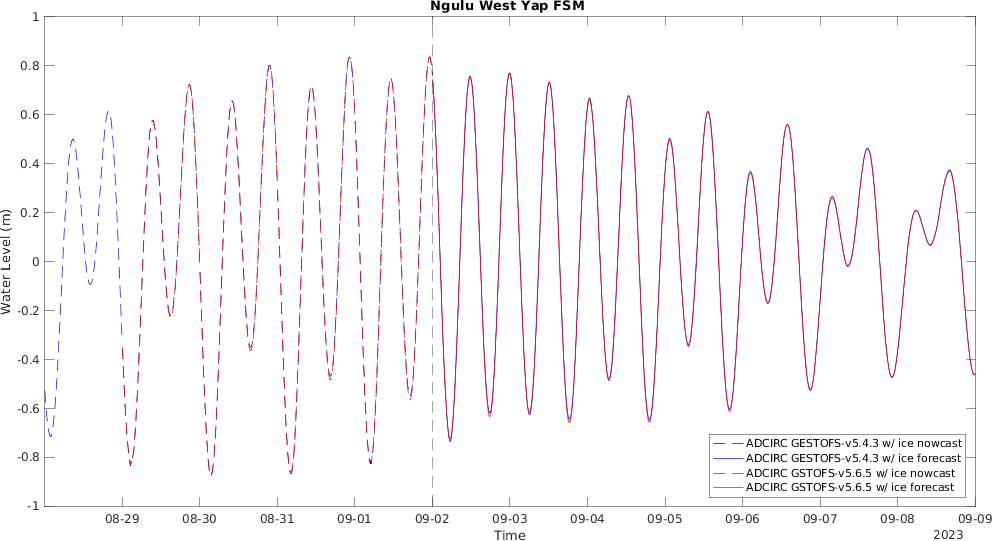 Ngulu West Yap FSM
1
0.8
0.6
0.4
0.2
0
-0.2
-0.4
-0.6
-0.8
-1
Water Level (m)
ADCIRC GESTOFS-v5.4.3 w/ ice nowcast
ADCIRC GESTOFS-v5.4.3 w/ ice forecast
ADCIRC GSTOFS-v5.6.5 w/ ice nowcast
ADCIRC GSTOFS-v5.6.5 w/ ice forecast
08-29 08-30 08-31 09-01 09-02 09-03 09-04 09-05 09-06 09-07 09-08 09-09
Time
2023